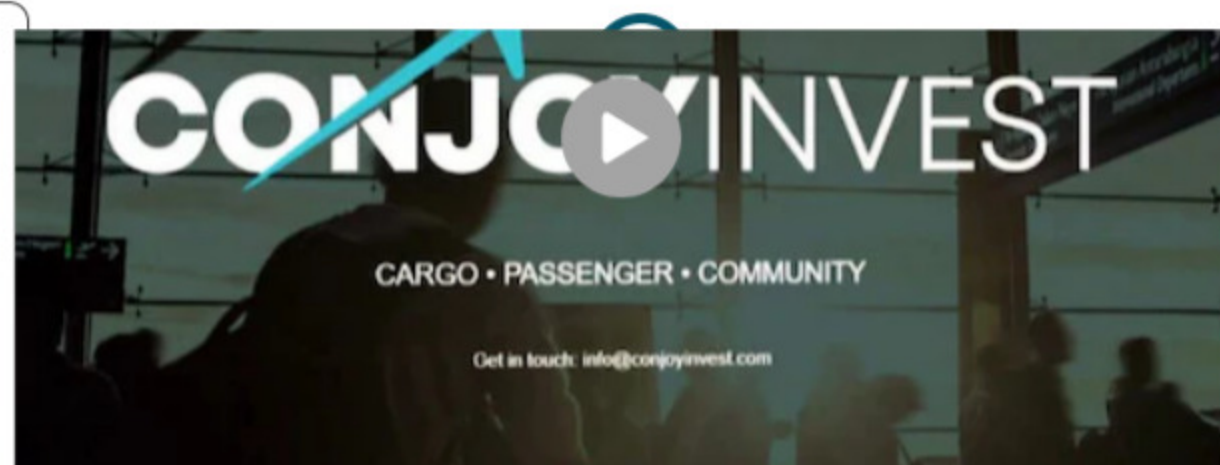 CONJOYINVEST
CARGO • PASSENGER • COMMUNITY
Get in touch: info@conjoyinvest.com